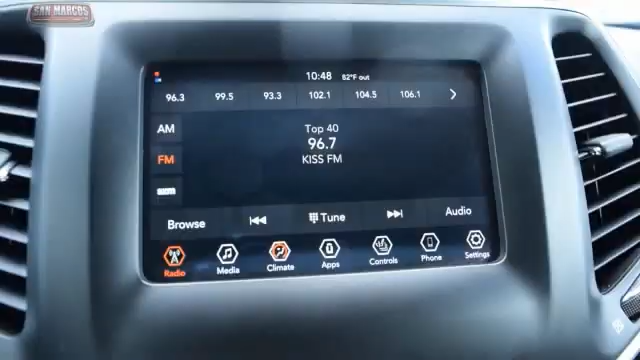 SAN MARCOS
10:48 82°F out
96.3 99.5 93.3 102.1 104.5 106.1
AM
Top 40
96.7
FM
KISS FM
Browse Tune Audio
Radio Media Climate Apps Controls Phone Settings